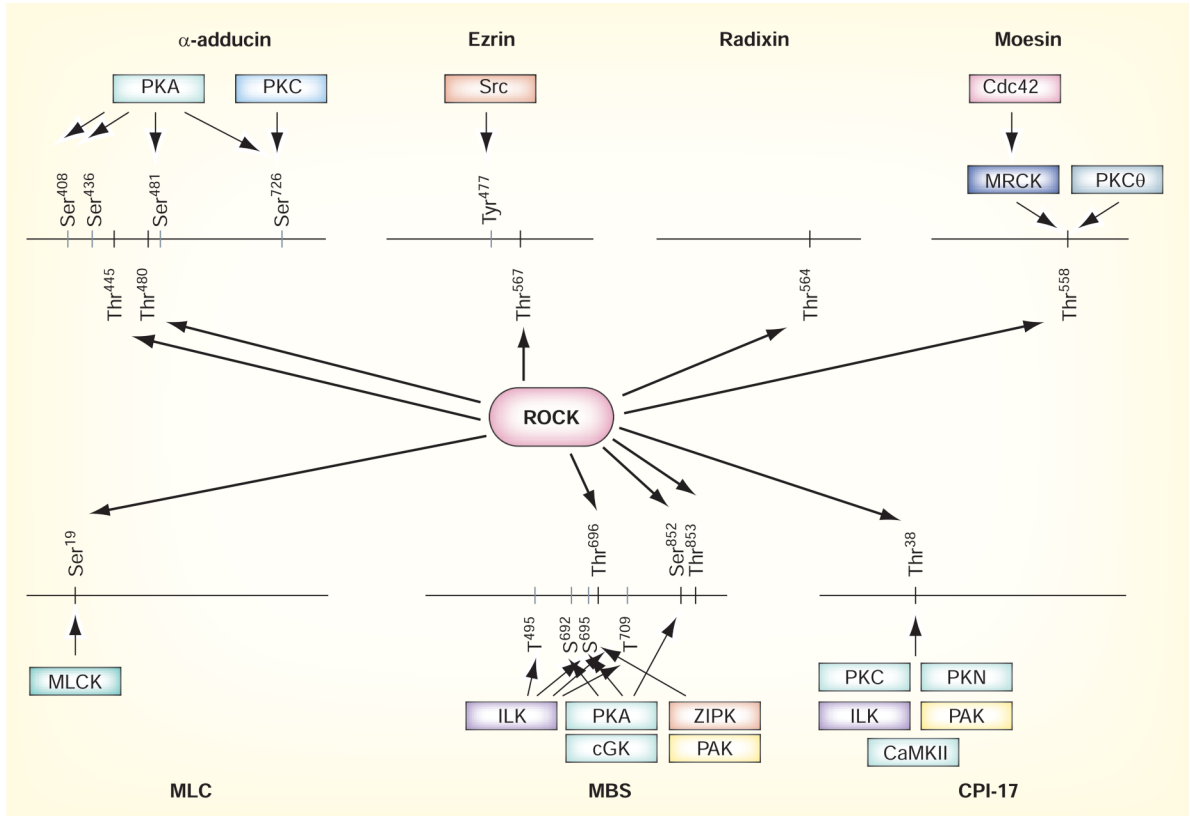 α-adducin Ezrin Radixin Moesin
PKA PKC Src Cdc42
MRCK PKCθ
Ser408 Ser436 Ser481 Ser726 Tyr477
Thr445 Thr480 Thr567 Thr564 Thr558
ROCK
Ser19 Thr696 Ser852 Thr853 Thr38
T495 S692 S695 T709
MLCK PKC PKN
ILK PKA ZIPK ILK PAK
cGK PAK CaMKII
MLC MBS CPI-17